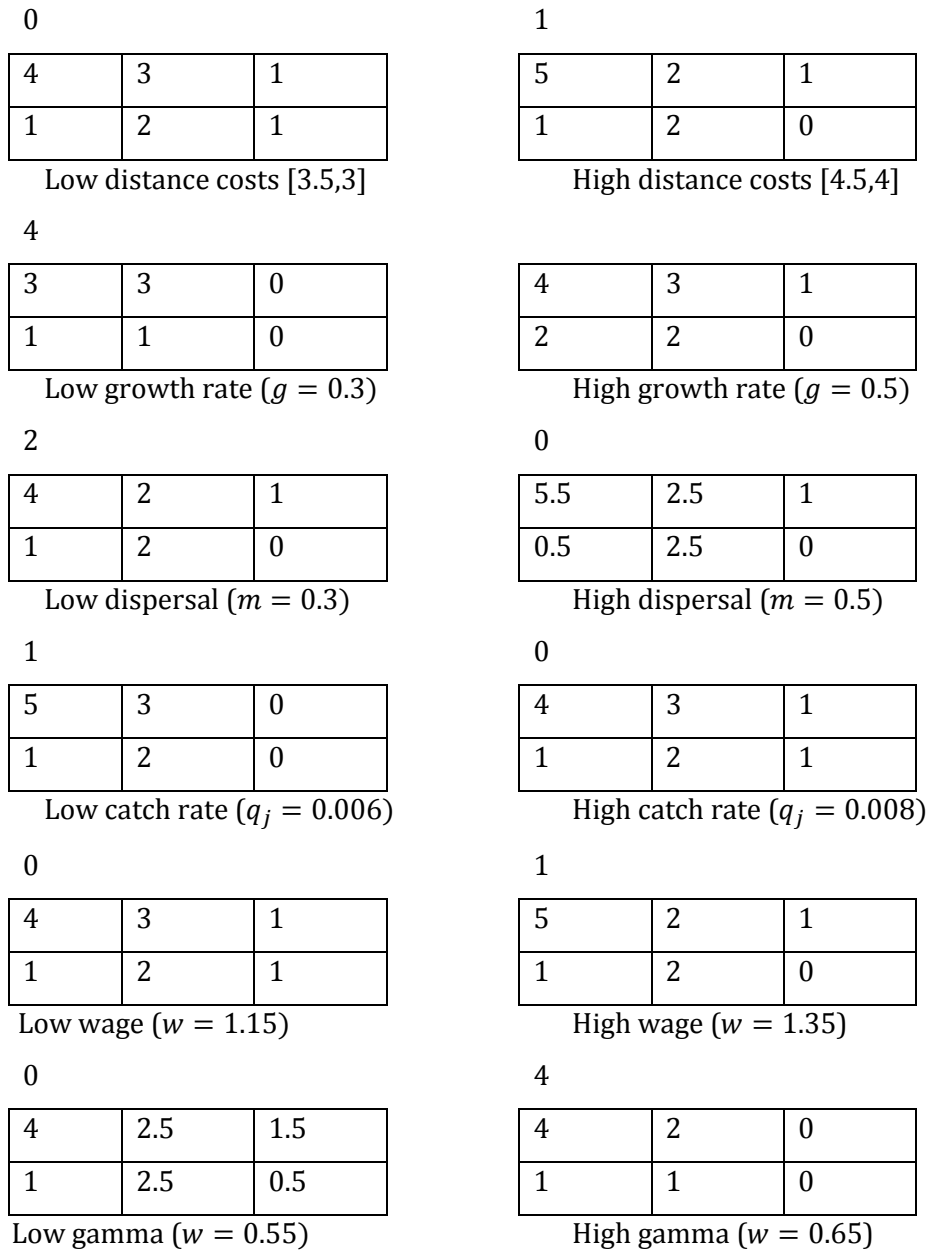 0 1
4 3 1 5 2 1
1 2 1 1 2 0
Low distance costs [3.5,3] High distance costs [4.5,4]
4
3 3 0 4 3 1
1 1 0 2 2 0
Low growth rate (𝑔 = 0.3) High growth rate (𝑔 = 0.5)
2 0
4 2 1 5.5 2.5 1
1 2 0 0.5 2.5 0
Low dispersal (𝑚 = 0.3) High dispersal (𝑚 = 0.5)
1 0
5 3 0 4 3 1
1 2 0 1 2 1
Low catch rate (𝑞𝑗 = 0.006) High catch rate (𝑞𝑗 = 0.008)
0 1
4 3 1 5 2 1
1 2 1 1 2 0
Low wage (𝑤 = 1.15) High wage (𝑤 = 1.35)
0 4
4 2.5 1.5 4 2 0
1 2.5 0.5 1 1 0
Low gamma (𝑤 = 0.55) High gamma (𝑤 = 0.65)